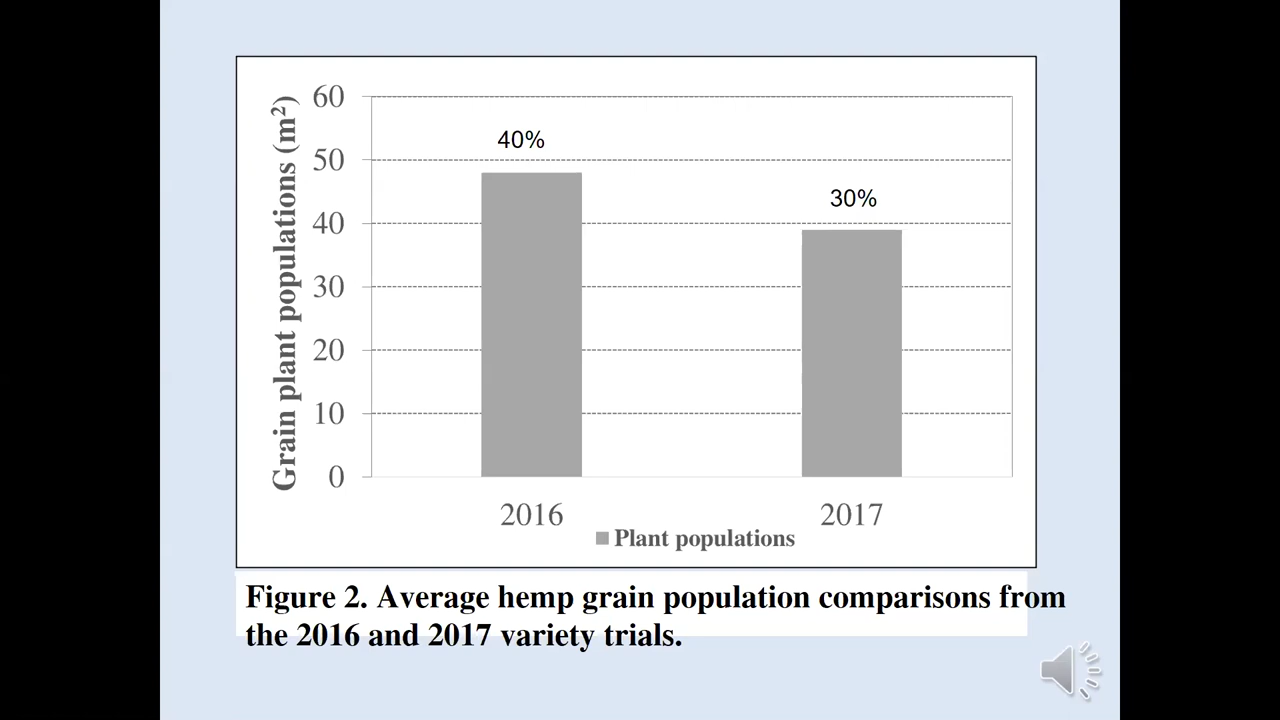 Grain plant populations (m²)
60
50
40
30
20
10
0
40%
30%
2016 2017
Plant populations
Figure 2. Average hemp grain population comparisons from
the 2016 and 2017 variety trials.